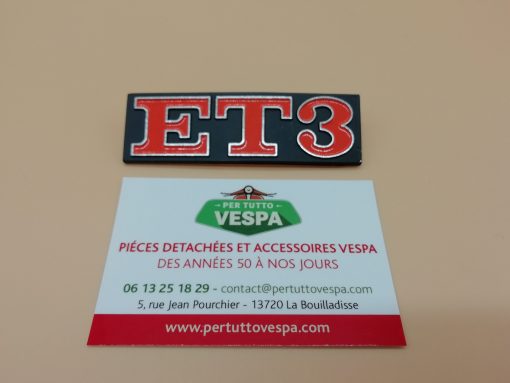 ET3
PER TUTTO
VESPA
PIÉCES DETACHÉES ET ACCESSOIRES VESPA
DES ANNÉES 50 À NOS JOURS
06 13 25 18 29 - contact@pertuttovespa.com
5, rue Jean Pourchier - 13720 La Bouilladisse
www.pertuttovespa.com